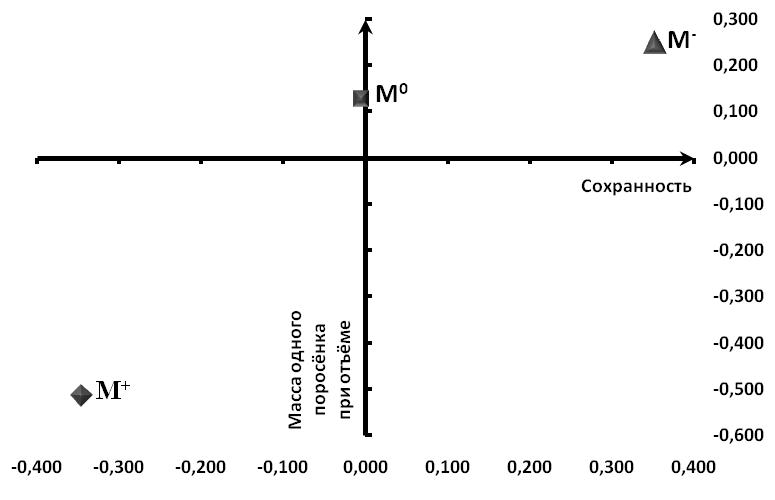 0,300
M⁻
0,200
M⁰
0,100
0,000
Сохранность
-0,100
-0,200
-0,300
Масса одного
поросёнка
при отъёме
-0,400
M⁺
-0,500
-0,600
-0,400 -0,300 -0,200 -0,100 0,000 0,100 0,200 0,300 0,400